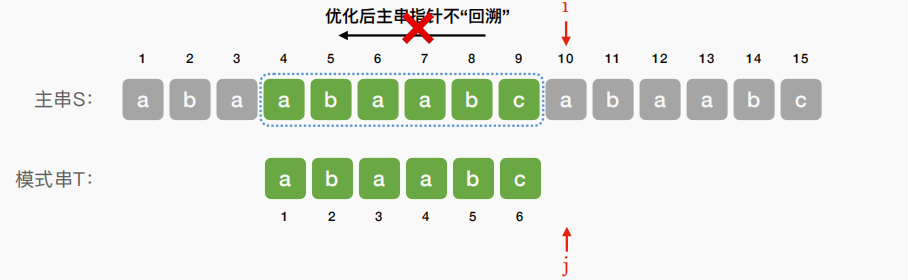 优化后主串指针不“回溯” i
1 2 3 4 5 6 7 8 9 10 11 12 13 14 15
主串S: a b a a b a a b c a b a a b c
模式串T: a b a a b c
1 2 3 4 5 6
j